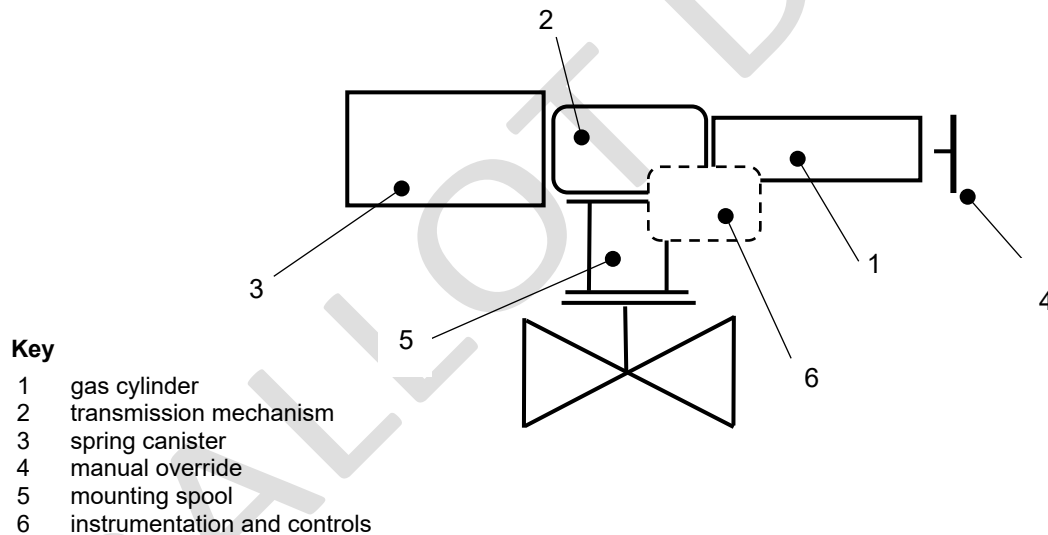 2
3
1
4
5
6
Key
1 gas cylinder
2 transmission mechanism
3 spring canister
4 manual override
5 mounting spool
6 instrumentation and controls